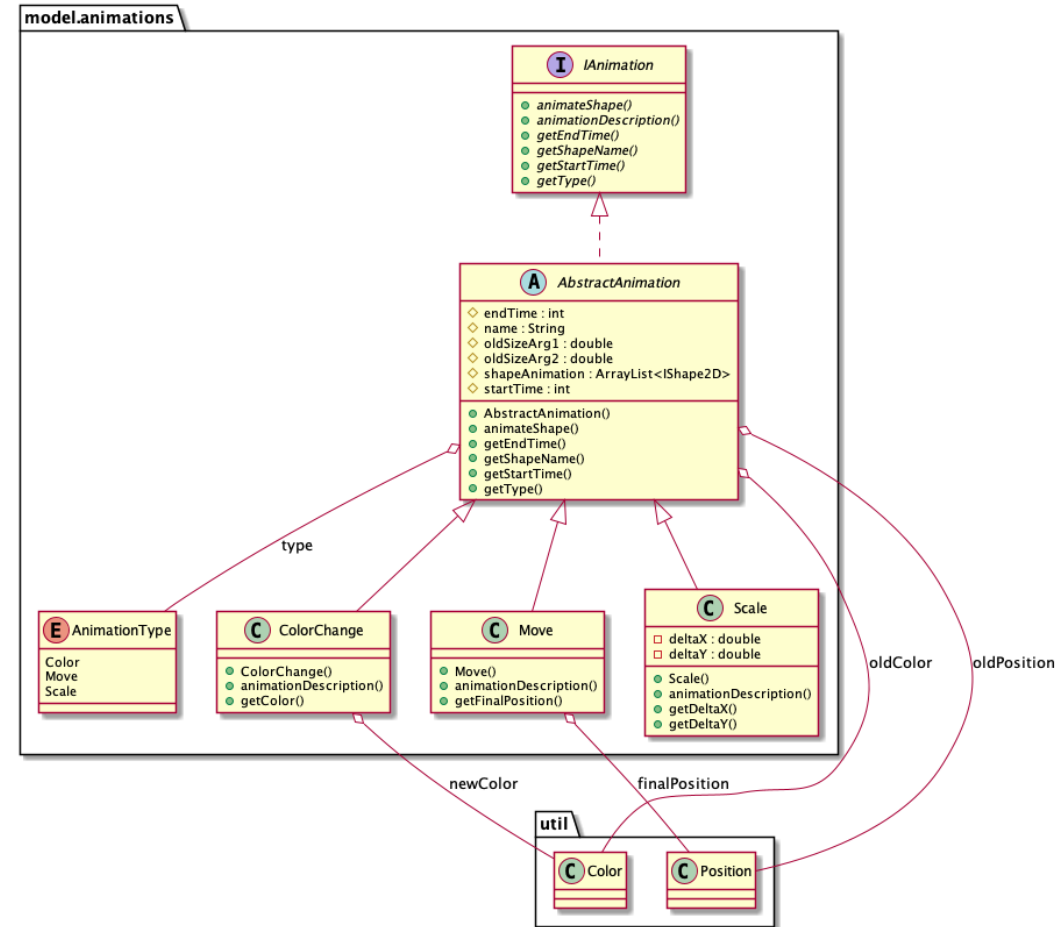 model.animations
I IAnimation
animateShape()
animationDescription()
getEndTime()
getShapeName()
getStartTime()
getType()
A AbstractAnimation
endTime : int
name : String
oldSizeArg1 : double
oldSizeArg2 : double
shapeAnimation : ArrayList<IShape2D>
startTime : int
AbstractAnimation()
animateShape()
getEndTime()
getShapeName()
getStartTime()
getType()
type
E AnimationType
Color
Move
Scale
C ColorChange
ColorChange()
animationDescription()
getColor()
C Move
Move()
animationDescription()
getFinalPosition()
C Scale
deltaX : double
deltaY : double
Scale()
animationDescription()
getDeltaX()
getDeltaY()
oldColor
oldPosition
newColor
finalPosition
util
C Color
C Position